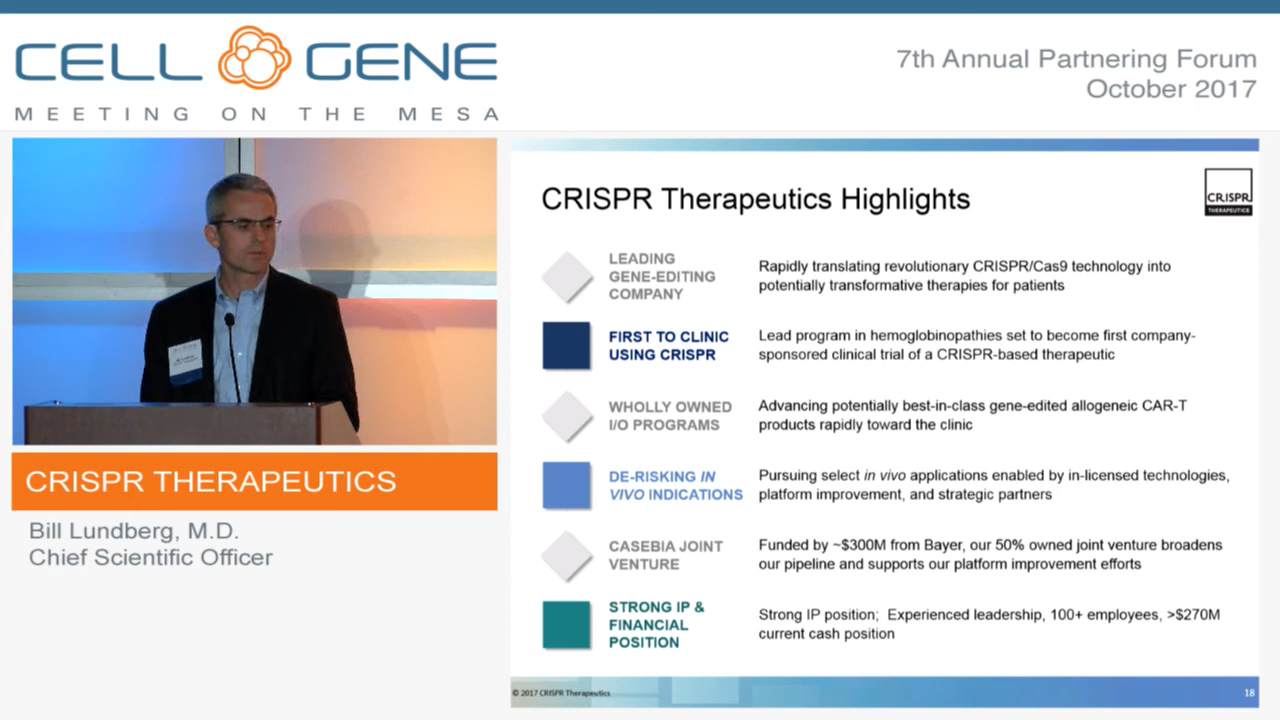 CELL GENE
MEETING ON THE MESA
7th Annual Partnering Forum
October 2017
CRISPR THERAPEUTICS
Bill Lundberg, M.D.
Chief Scientific Officer
CRISPR Therapeutics Highlights
CRISPR
THERAPEUTICS
LEADING
GENE-EDITING
COMPANY
Rapidly translating revolutionary CRISPR/Cas9 technology into
potentially transformative therapies for patients
FIRST TO CLINIC
USING CRISPR
Lead program in hemoglobinopathies set to become first company-
sponsored clinical trial of a CRISPR-based therapeutic
WHOLLY OWNED
I/O PROGRAMS
Advancing potentially best-in-class gene-edited allogeneic CAR-T
products rapidly toward the clinic
DE-RISKING IN
VIVO INDICATIONS
Pursuing select in vivo applications enabled by in-licensed technologies,
platform improvement, and strategic partners
CASEBIA JOINT
VENTURE
Funded by ~$300M from Bayer, our 50% owned joint venture broadens
our pipeline and supports our platform improvement efforts
STRONG IP &
FINANCIAL
POSITION
Strong IP position; Experienced leadership, 100+ employees, >$270M
current cash position
© 2017 CRISPR Therapeutics
18